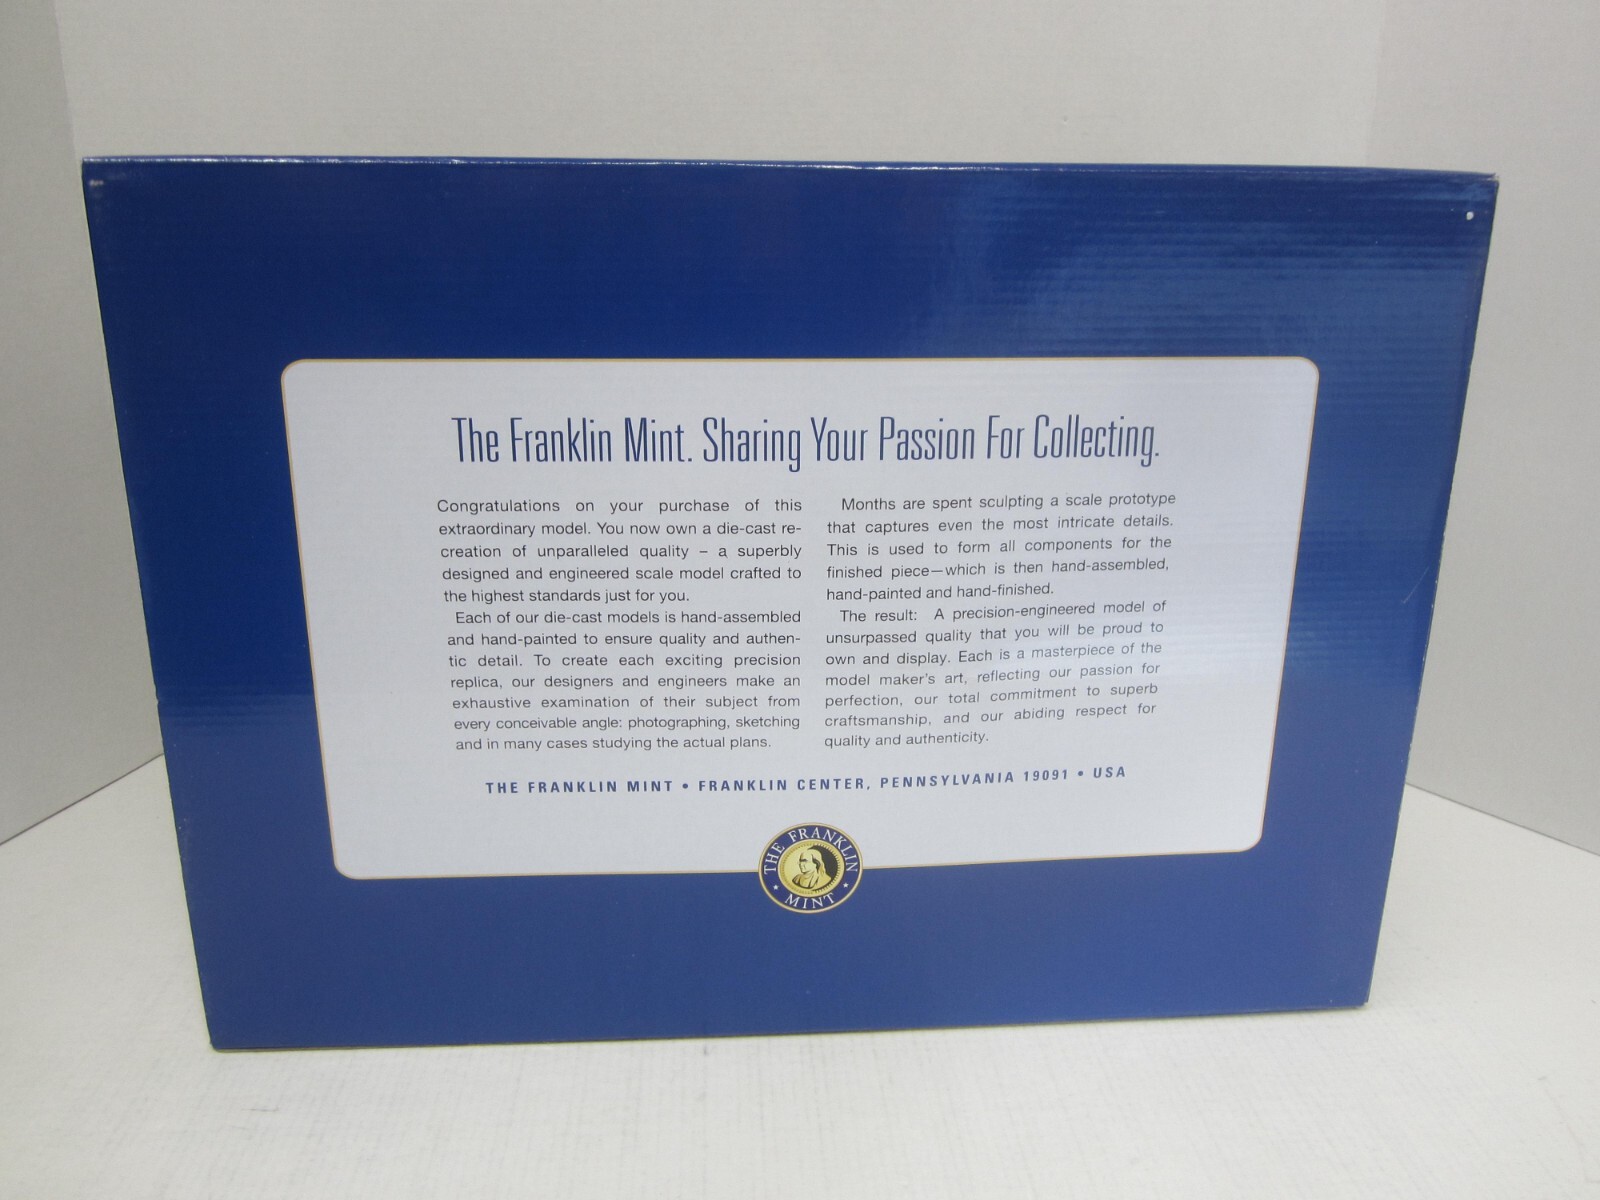 The Franklin Mint. Sharing Your Passion For Collecting.
Congratulations on your purchase of this
extraordinary model. You now own a die-cast re-
creation of unparalleled quality – a superbly
designed and engineered scale model crafted to
the highest standards just for you.
Each of our die-cast models is hand-assembled
and hand-painted to ensure quality and authen-
tic detail. To create each exciting precision
replica, our designers and engineers make an
exhaustive examination of their subject from
every conceivable angle: photographing, sketching
and in many cases studying the actual plans.
Months are spent sculpting a scale prototype
that captures even the most intricate details.
This is used to form all components for the
finished piece—which is then hand-assembled,
hand-painted and hand-finished.
The result: A precision-engineered model of
unsurpassed quality that you will be proud to
own and display. Each is a masterpiece of the
model maker's art, reflecting our passion for
perfection, our total commitment to superb
craftsmanship, and our abiding respect for
quality and authenticity.
THE FRANKLIN MINT • FRANKLIN CENTER, PENNSYLVANIA 19091 • USA
THE FRANKLIN
MINT